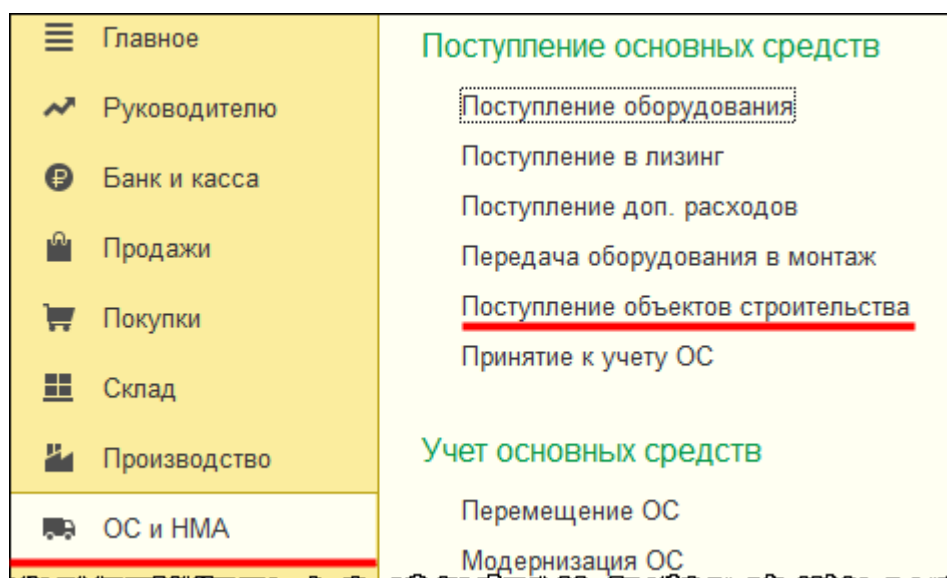 Главное
Руководителю
Банк и касса
Продажи
Покупки
Склад
Производство
ОС и НМА
Поступление основных средств
Поступление оборудования
Поступление в лизинг
Поступление доп. расходов
Передача оборудования в монтаж
Поступление объектов строительства
Принятие к учету ОС
Учет основных средств
Перемещение ОС
Модернизация ОС